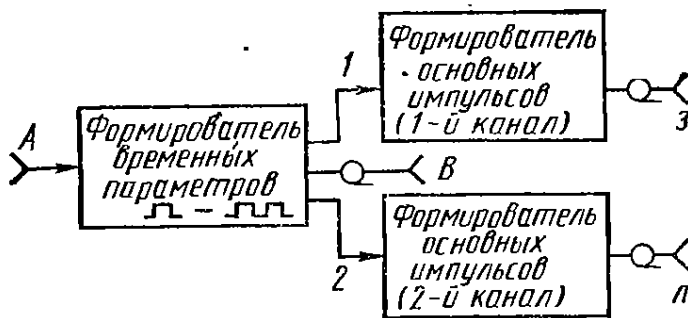 A
Формирователь
временных
параметров
1
2
B
Формирователь
основных
импульсов
(1-й канал)
З
Формирователь
основных
импульсов
(2-й канал)
Л